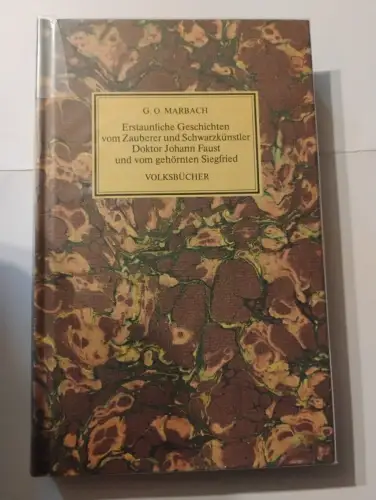 G. O. MARBACH
Erstaunliche Geschichten
vom Zauberer und Schwarzkünstler
Doktor Johann Faust
und vom gehörnten Siegfried
VOLKSBÜCHER